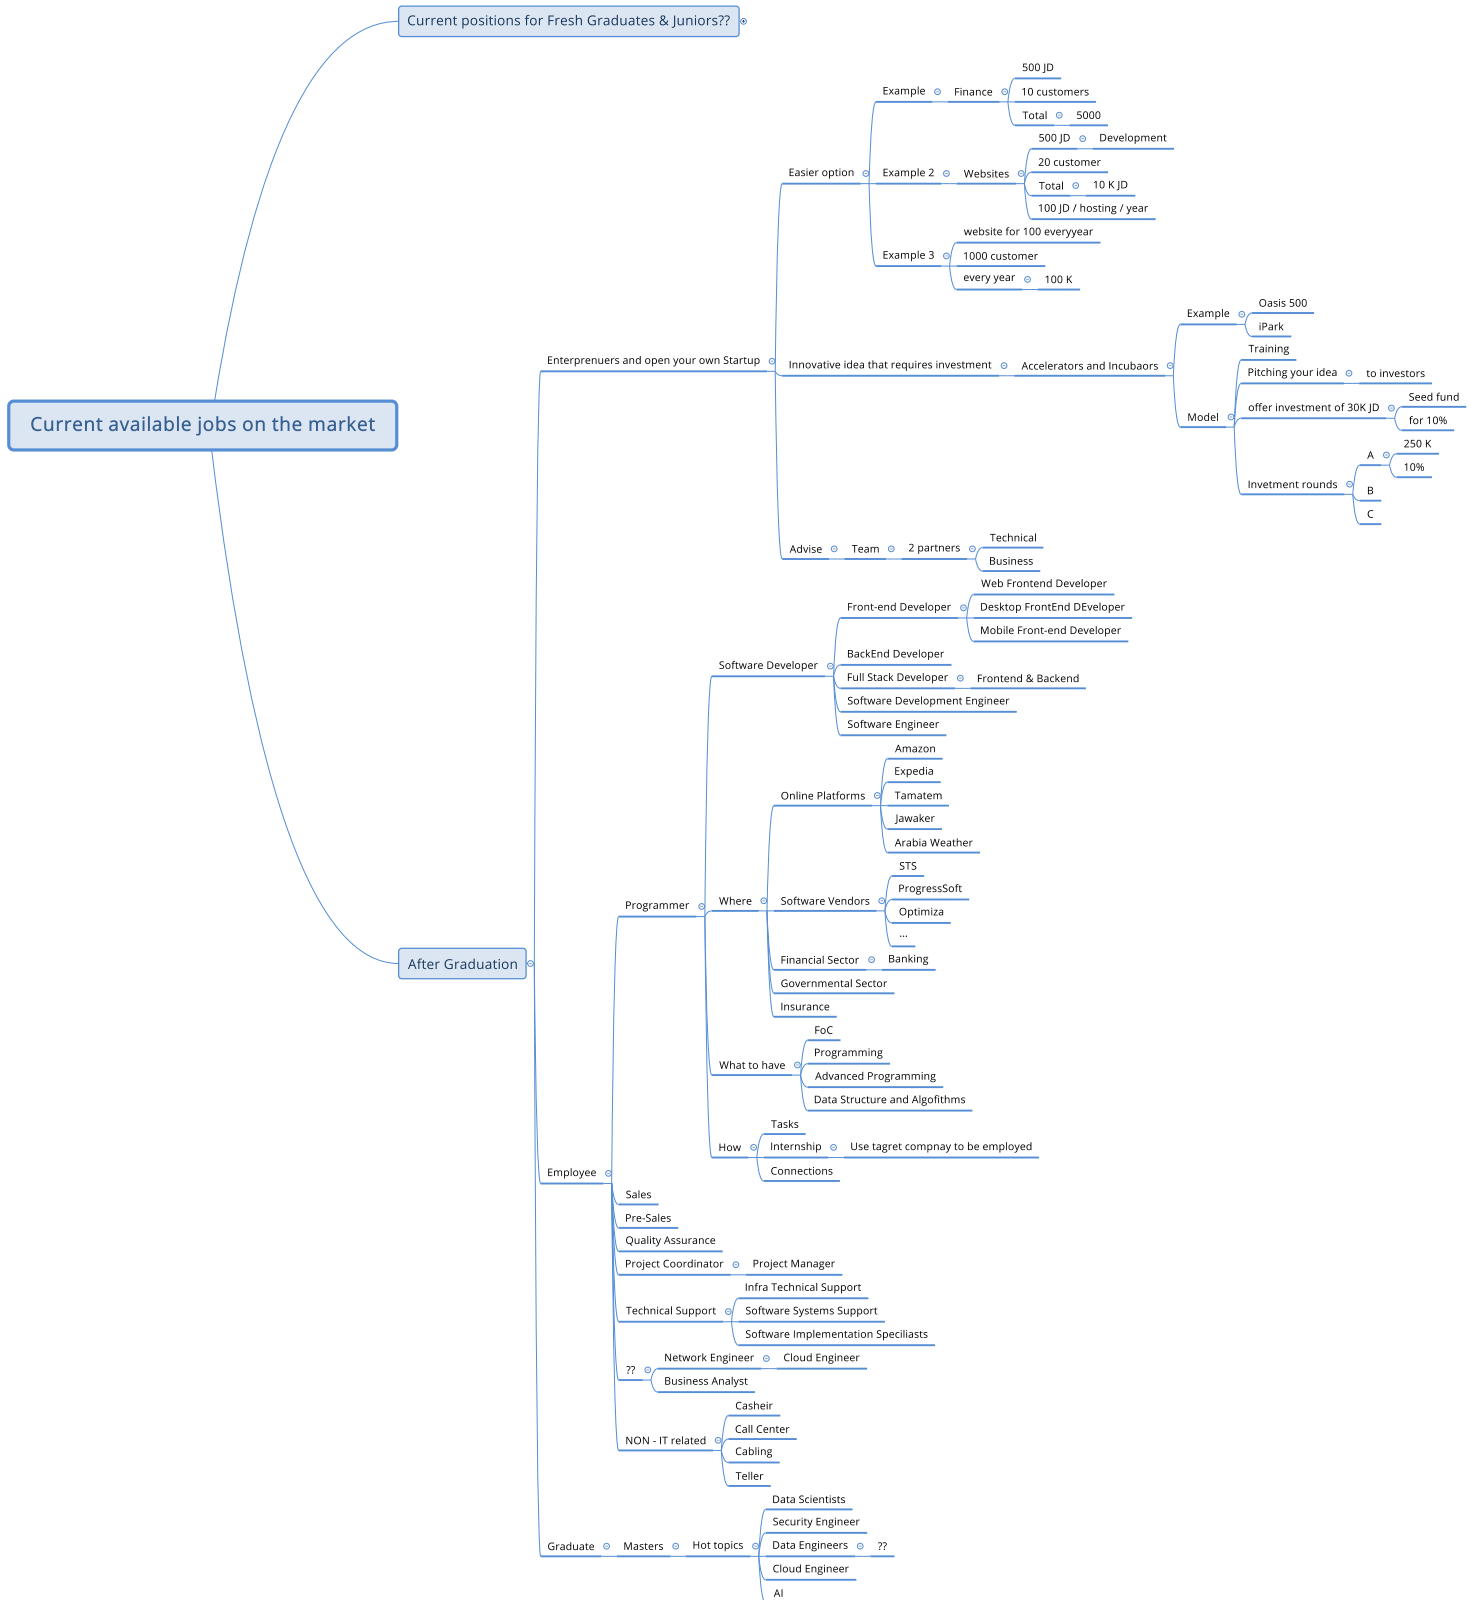 Current positions for Fresh Graduates & Juniors??
Current available jobs on the market
After Graduation
Enterprenuers and open your own Startup
Easier option
Example
Finance
500 JD
10 customers
Total
5000
Example 2
Websites
500 JD
Development
20 customer
Total
10 K JD
100 JD / hosting / year
Example 3
website for 100 everyyear
1000 customer
every year
100 K
Innovative idea that requires investment
Accelerators and Incubaors
Example
Oasis 500
iPark
Model
Training
Pitching your idea
to investors
offer investment of 30K JD
Seed fund
for 10%
Invetment rounds
A
250 K
10%
B
C
Advise
Team
2 partners
Technical
Business
Employee
Programmer
Software Developer
Front-end Developer
Web Frontend Developer
Desktop FrontEnd DEveloper
Mobile Front-end Developer
BackEnd Developer
Full Stack Developer
Frontend & Backend
Software Development Engineer
Software Engineer
Where
Online Platforms
Amazon
Expedia
Tamatem
Jawaker
Arabia Weather
Software Vendors
STS
ProgressSoft
Optimiza
...
Financial Sector
Banking
Governmental Sector
Insurance
What to have
FoC
Programming
Advanced Programming
Data Structure and Algofithms
How
Tasks
Internship
Use tagret compnay to be employed
Connections
Sales
Pre-Sales
Quality Assurance
Project Coordinator
Project Manager
Technical Support
Infra Technical Support
Software Systems Support
Software Implementation Speciliasts
??
Network Engineer
Cloud Engineer
Business Analyst
NON - IT related
Casheir
Call Center
Cabling
Teller
Graduate
Masters
Hot topics
Data Scientists
Security Engineer
Data Engineers
??
Cloud Engineer
AI